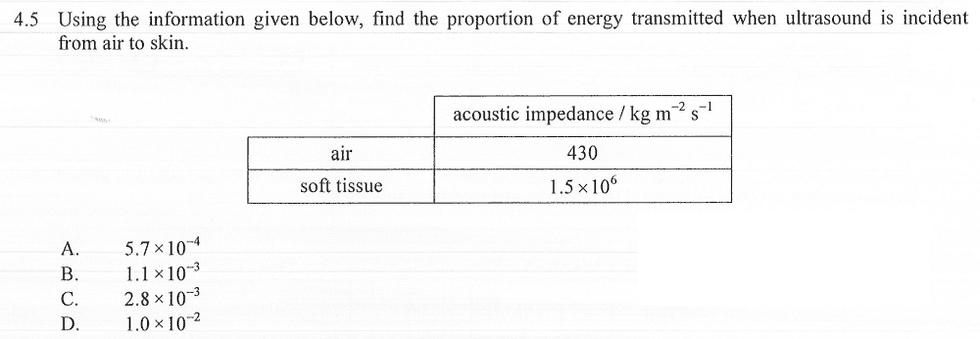 4.5 Using the information given below, find the proportion of energy transmitted when ultrasound is incident
from air to skin.
acoustic impedance / kg m⁻² s⁻¹
air 430
soft tissue 1.5 × 10⁶
A. 5.7 × 10⁻⁴
B. 1.1 × 10⁻³
C. 2.8 × 10⁻³
D. 1.0 × 10⁻²